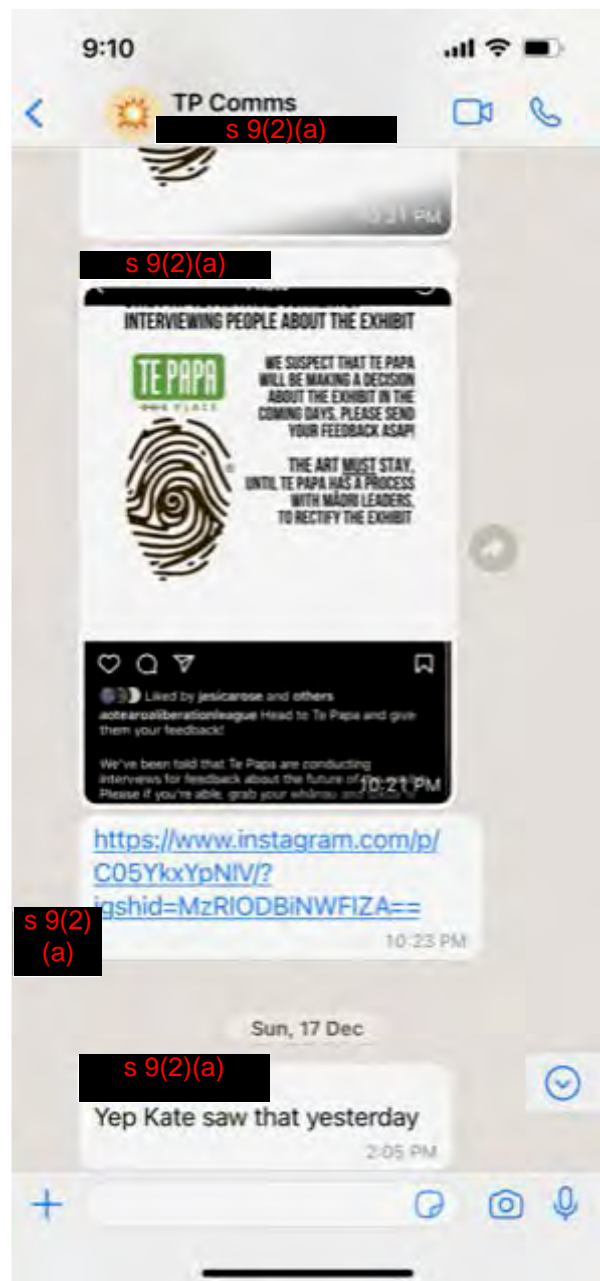 9:10
TP Comms
s 9(2)(a)
10:21 PM
s 9(2)(a)
INTERVIEWING PEOPLE ABOUT THE EXHIBIT
TE PAPA
WE SUSPECT THAT TE PAPA
WILL BE MAKING A DECISION
ABOUT THE EXHIBIT IN THE
COMING DAYS. PLEASE SEND
YOUR FEEDBACK ASAP!
THE ART MUST STAY,
UNTIL TE PAPA HAS A PROCESS
WITH MĀORI LEADERS,
TO RECTIFY THE EXHIBIT
Liked by jesicarose and others
aotearoaliberationleague Head to Te Papa and give
them your feedback!
We've been told that Te Papa are conducting
interviews for feedback about the future of
Please if you're able, grab your whānau and
10:21 PM
https://www.instagram.com/p/
C05YkxYpNlV/?
igshid=MzRlODBiNWFlZA==
s 9(2)
(a)
10:23 PM
Sun, 17 Dec
s 9(2)(a)
Yep Kate saw that yesterday
2:05 PM